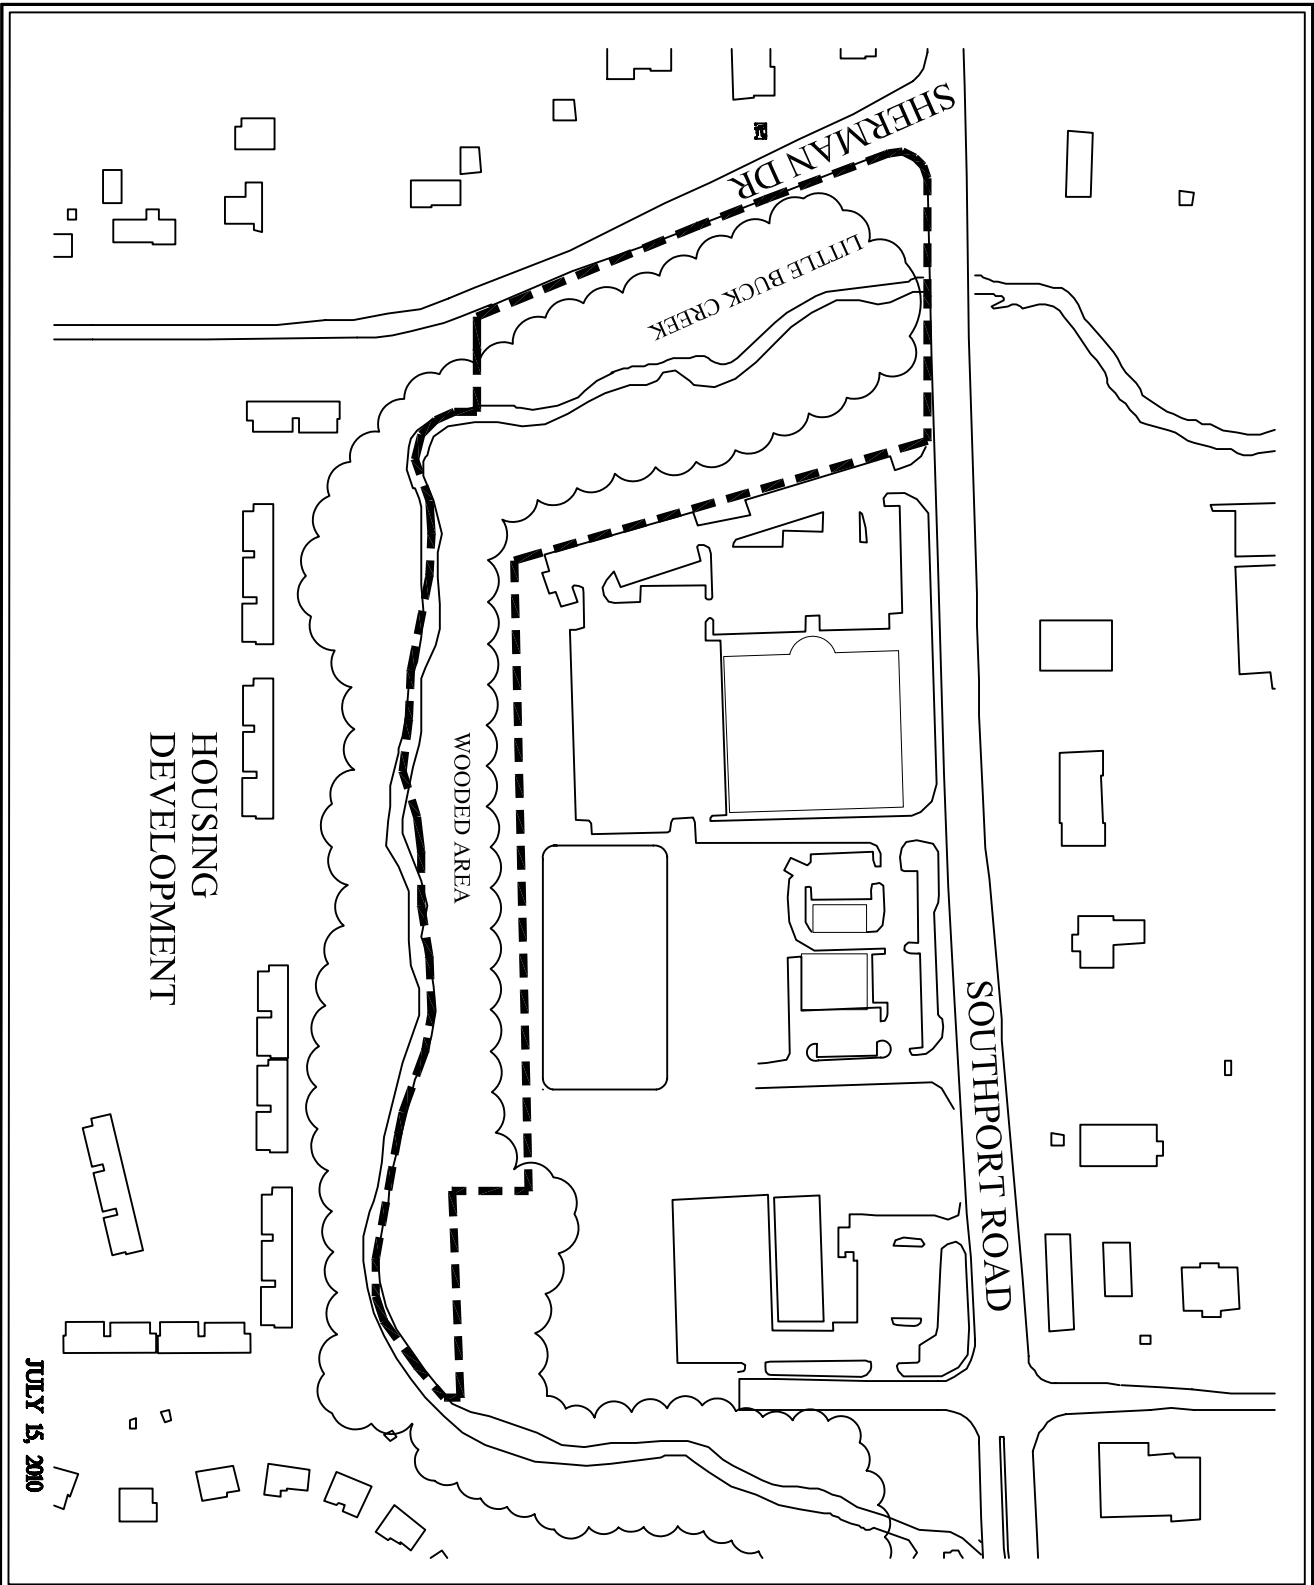 SHERMAN DR
LITTLE BUCK CREEK
SOUTHPORT ROAD
WOODED AREA
HOUSING
DEVELOPMENT
JULY 15, 2010